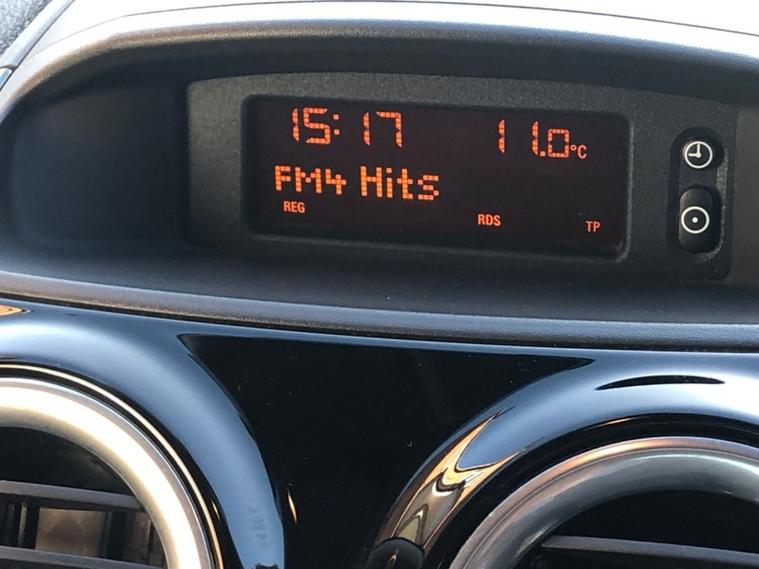 15:17 11.0°C
FM4 Hits
REG RDS TP